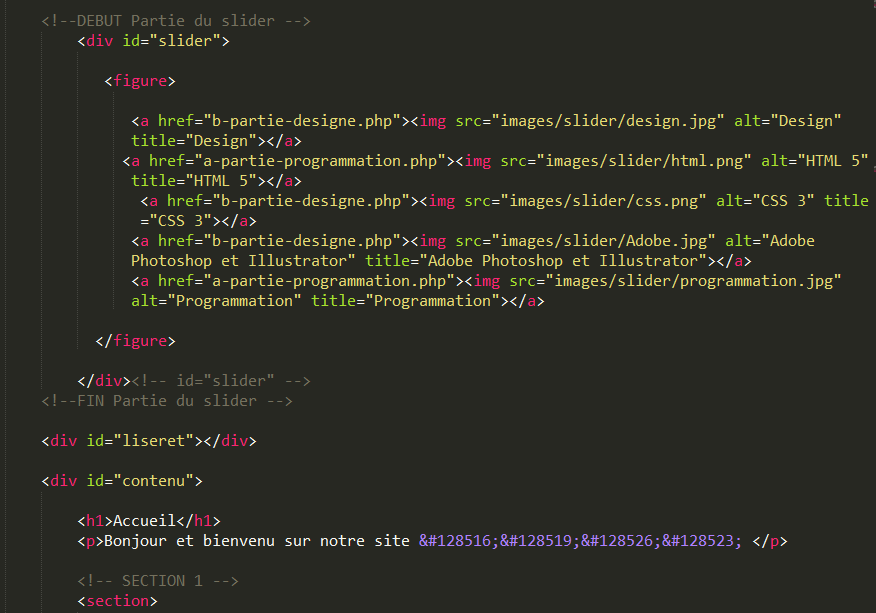 <!--DEBUT Partie du slider -->
<div id="slider">
<figure>
<a href="b-partie-designe.php"><img src="images/slider/design.jpg" alt="Design"
title="Design"></a>
<a href="a-partie-programmation.php"><img src="images/slider/html.png" alt="HTML 5"
title="HTML 5"></a>
<a href="b-partie-designe.php"><img src="images/slider/css.png" alt="CSS 3" title
="CSS 3"></a>
<a href="b-partie-designe.php"><img src="images/slider/Adobe.jpg" alt="Adobe
Photoshop et Illustrator" title="Adobe Photoshop et Illustrator"></a>
<a href="a-partie-programmation.php"><img src="images/slider/programmation.jpg"
alt="Programmation" title="Programmation"></a>
</figure>
</div><!-- id="slider" -->
<!--FIN Partie du slider -->
<div id="liseret"></div>
<div id="contenu">
<h1>Accueil</h1>
<p>Bonjour et bienvenu sur notre site &#128516;&#128519;&#128526;&#128523; </p>
<!-- SECTION 1 -->
<section>